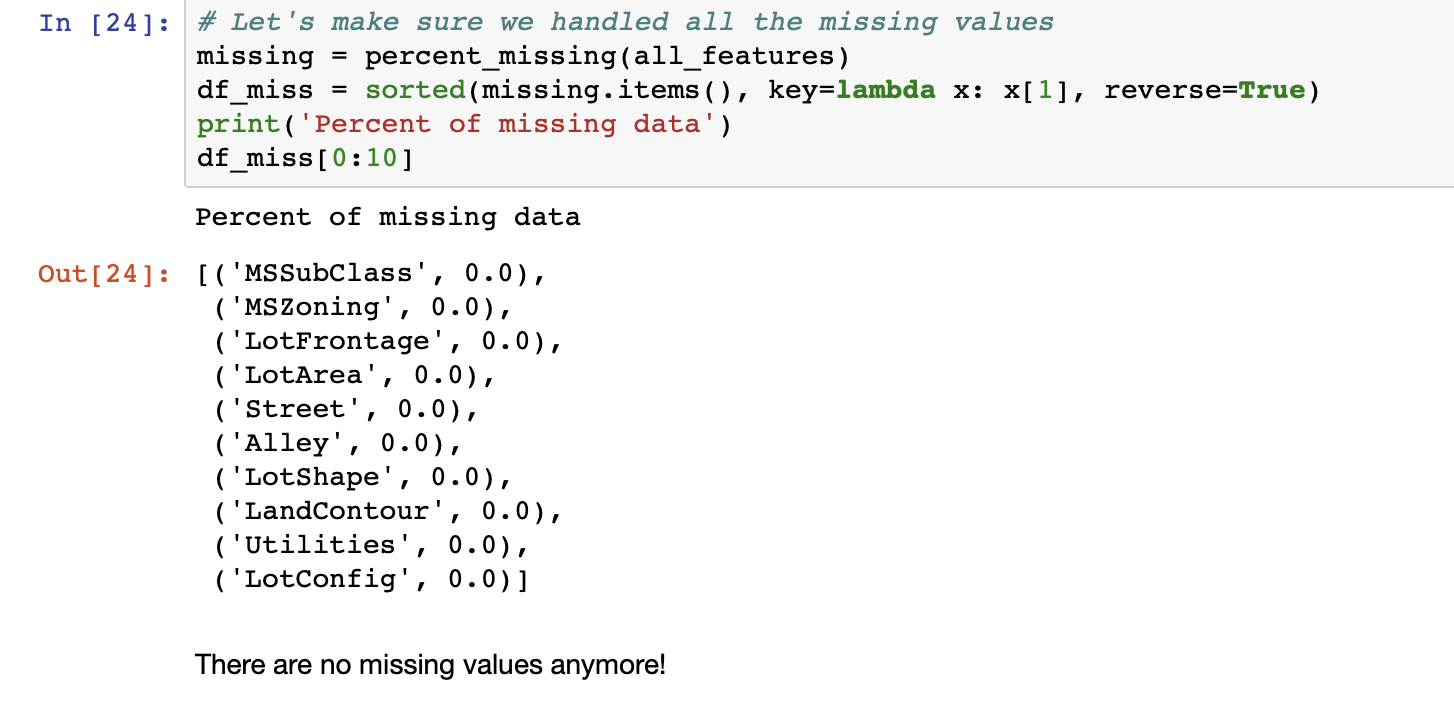 In [24]: # Let's make sure we handled all the missing values
missing = percent_missing(all_features)
df_miss = sorted(missing.items(), key=lambda x: x[1], reverse=True)
print('Percent of missing data')
df_miss[0:10]
Percent of missing data
Out[24]: [('MSSubClass', 0.0),
('MSZoning', 0.0),
('LotFrontage', 0.0),
('LotArea', 0.0),
('Street', 0.0),
('Alley', 0.0),
('LotShape', 0.0),
('LandContour', 0.0),
('Utilities', 0.0),
('LotConfig', 0.0)]
There are no missing values anymore!